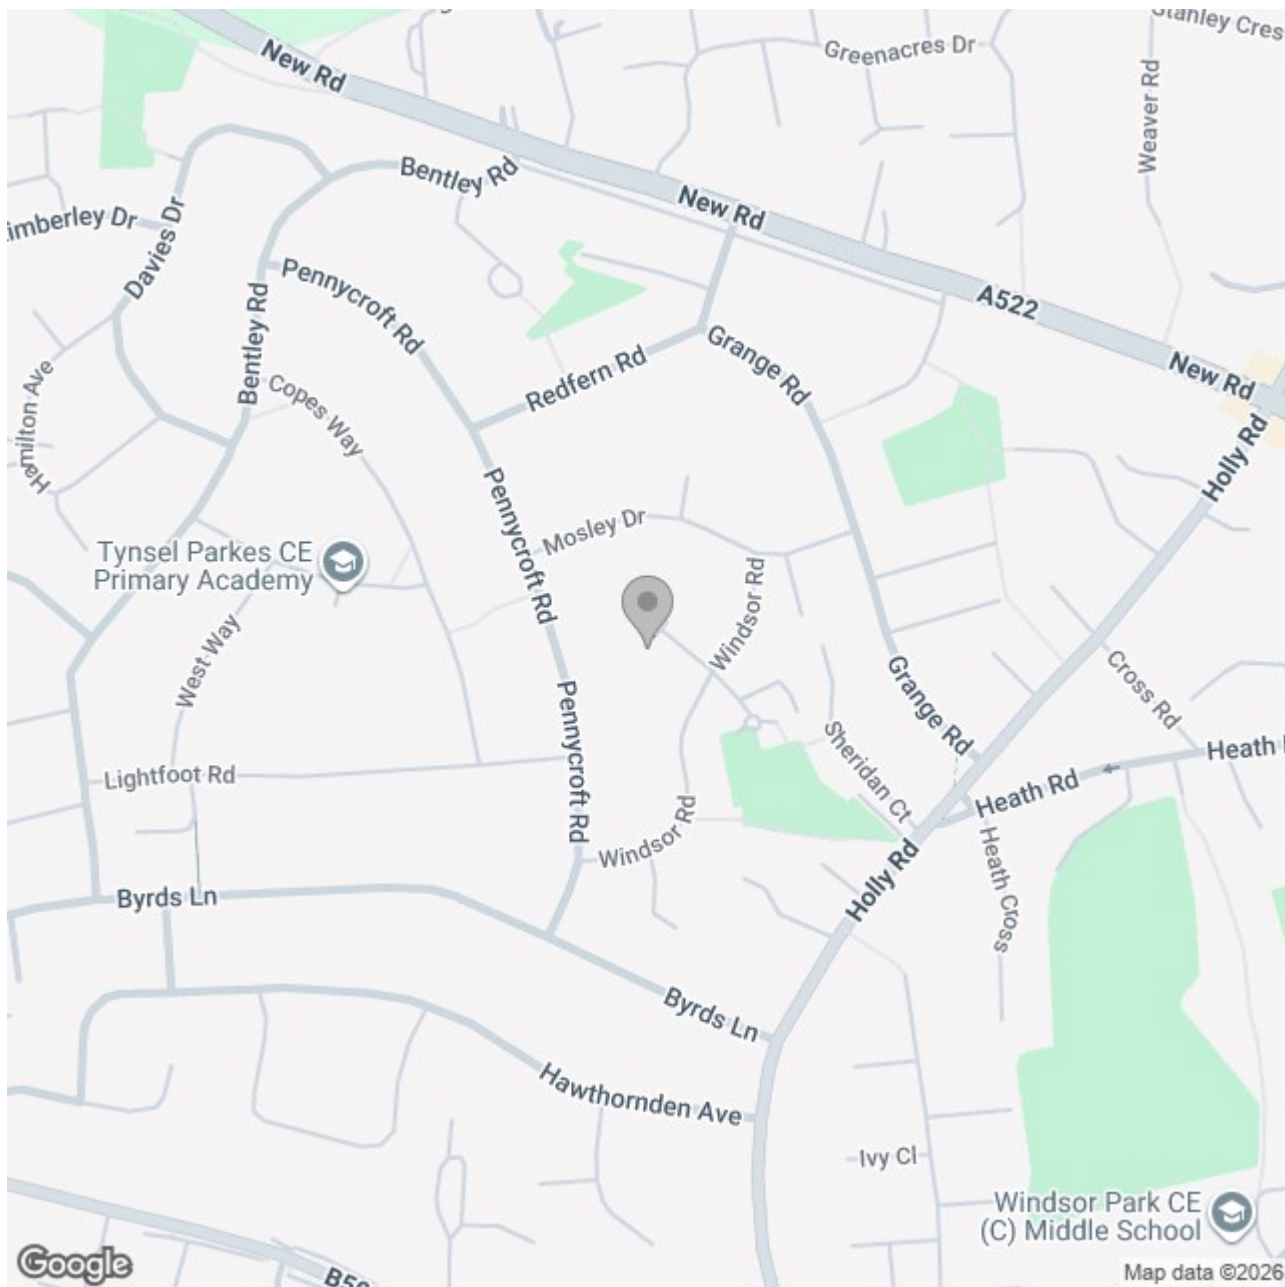 Stanley Cres
New Rd
Greenacres Dr
Weaver Rd
Bentley Rd
New Rd
imberley Dr
Davies Dr
Pennycroft Rd
Bentley Rd
A522
New Rd
Redfern Rd
Grange Rd
Copes Way
Hamilton Ave
Holly Rd
Pennycroft Rd
Mosley Dr
Tynsel Parkes CE
Primary Academy
Windsor Rd
West Way
Cross Rd
Grange Rd
Pennycroft Rd
Sheridan Ct
Heath
Lightfoot Rd
Heath Rd
Windsor Rd
Heath Cross
Holly Rd
Byrds Ln
Byrds Ln
Hawthornden Ave
Ivy Cl
Windsor Park CE
(C) Middle School
Google
Map data ©2026